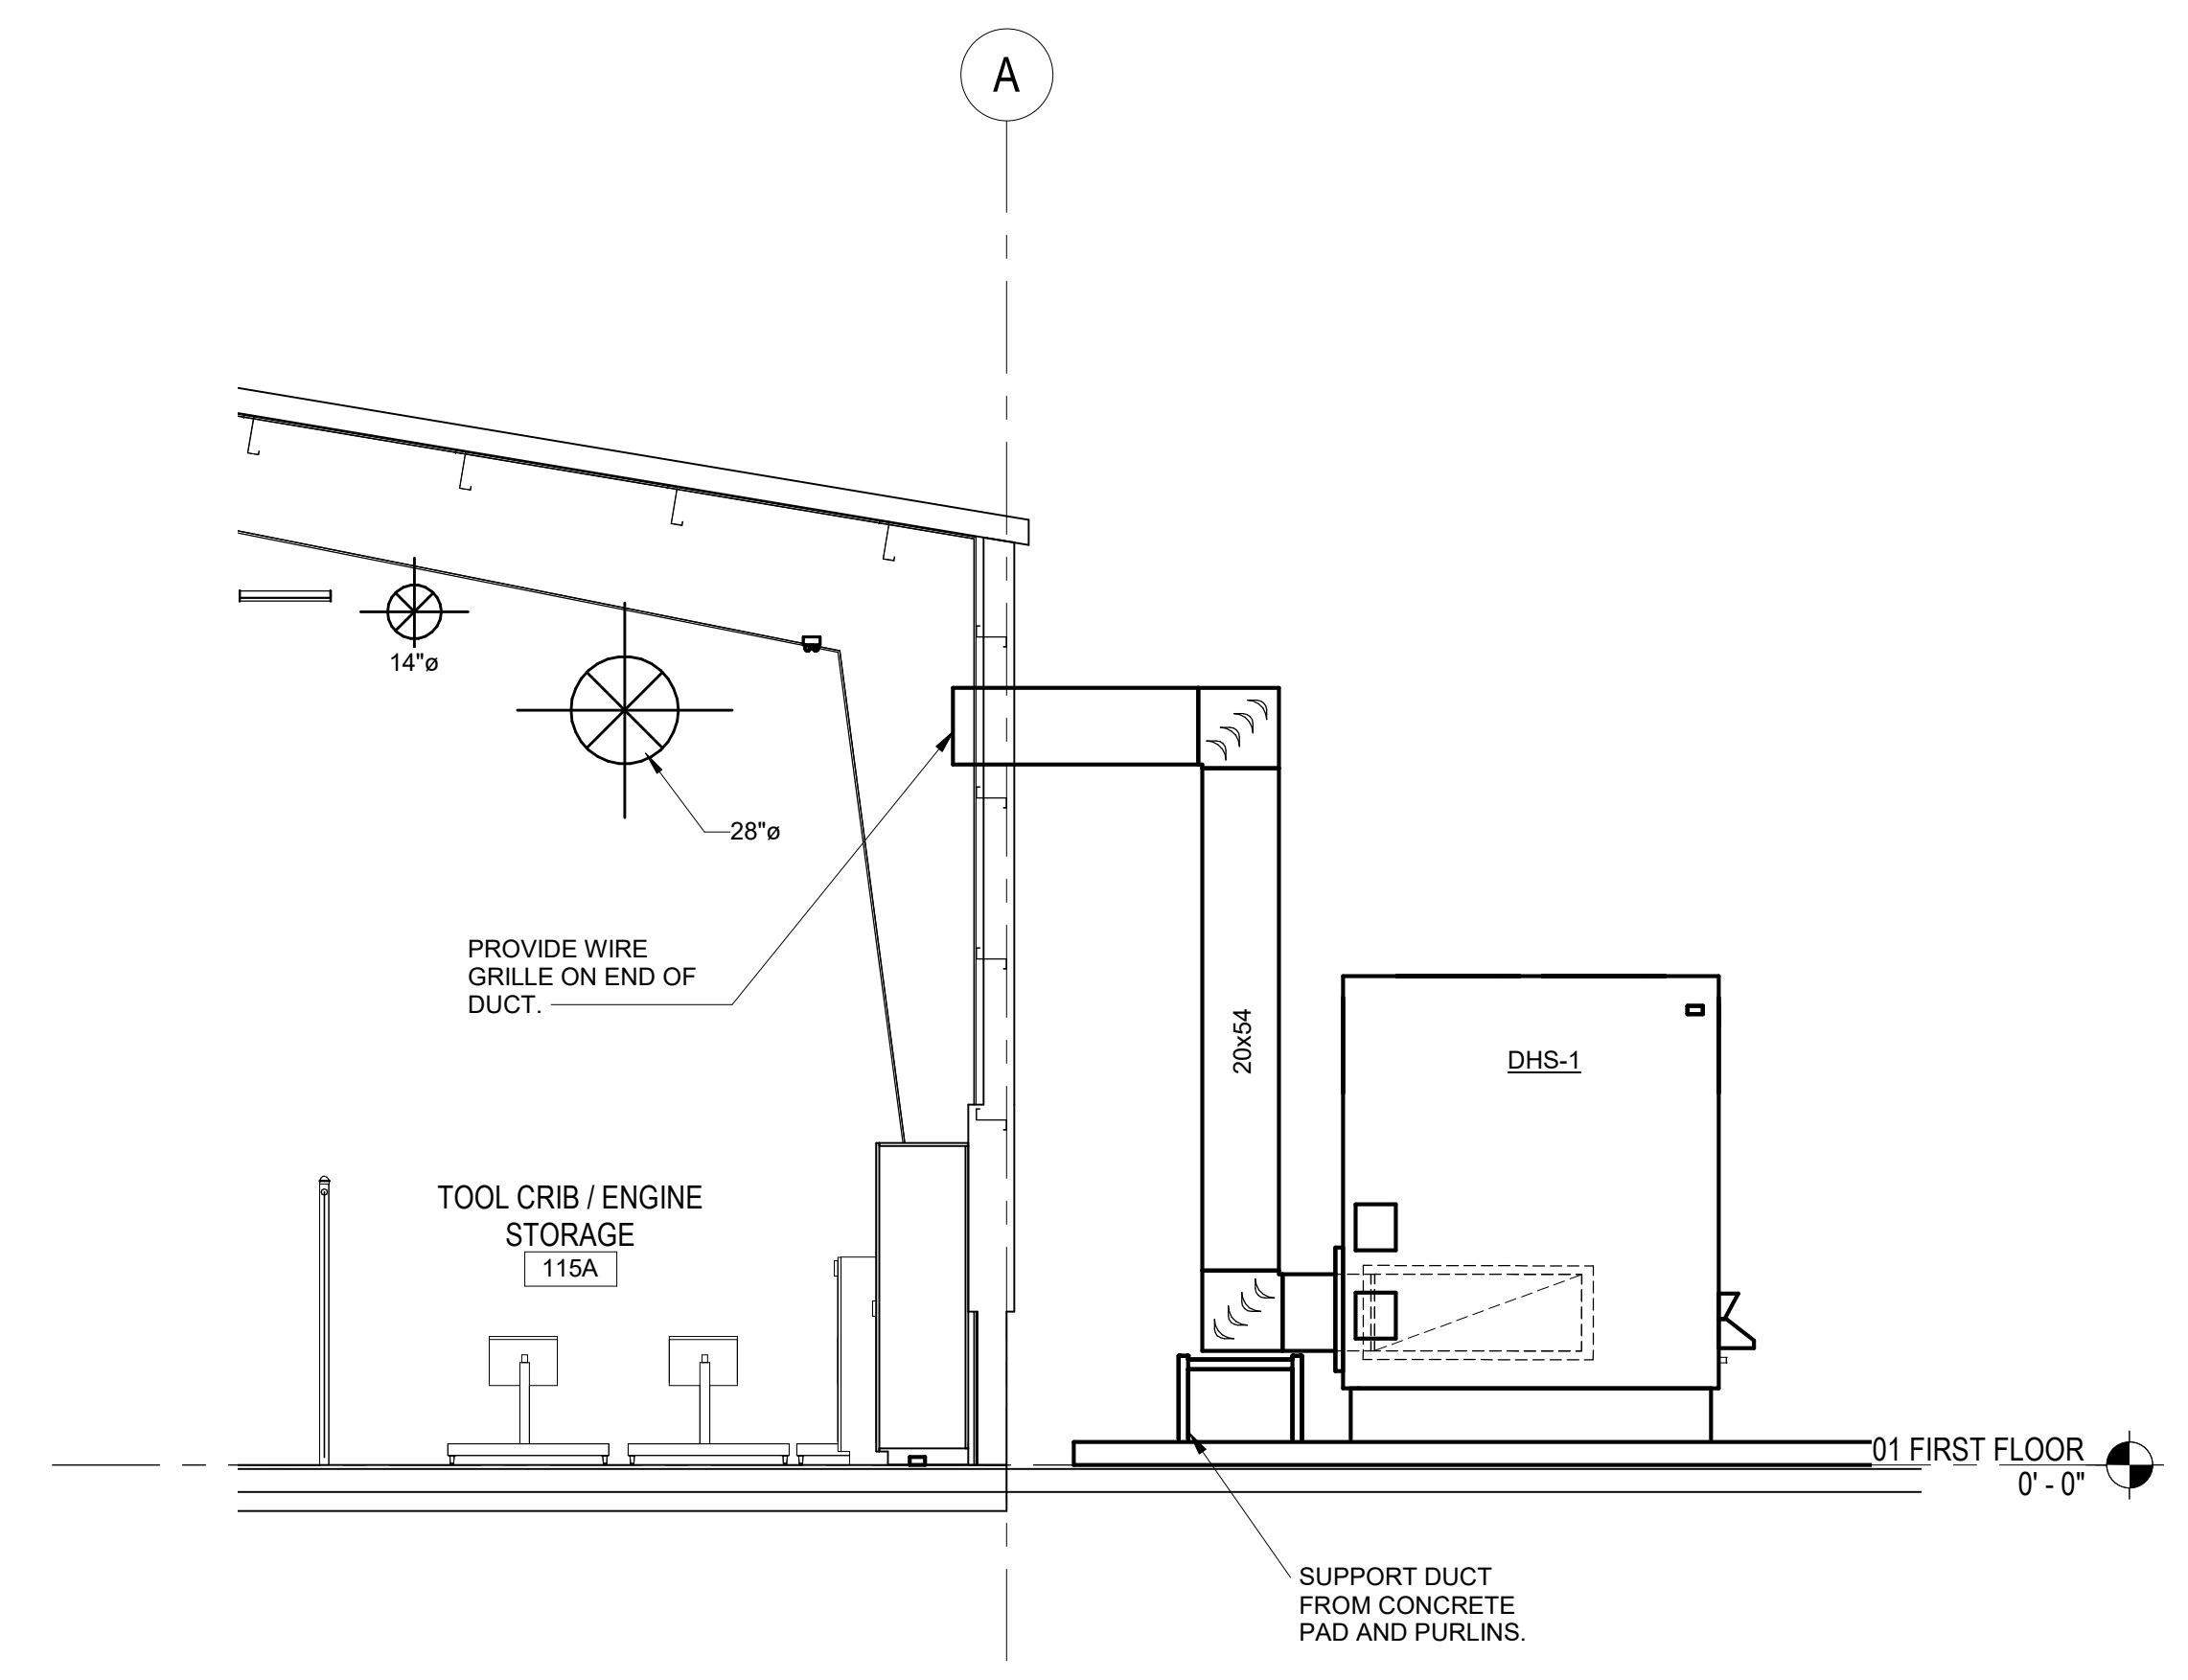 A
14"ø
28"ø
PROVIDE WIRE
GRILLE ON END OF
DUCT.
20x54
DHS-1
TOOL CRIB / ENGINE
STORAGE
115A
01 FIRST FLOOR
0' - 0"
SUPPORT DUCT
FROM CONCRETE
PAD AND PURLINS.